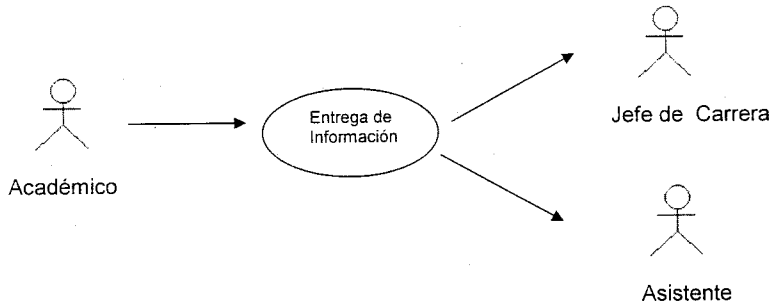 Entrega de
Información
Jefe de Carrera
Académico
Asistente